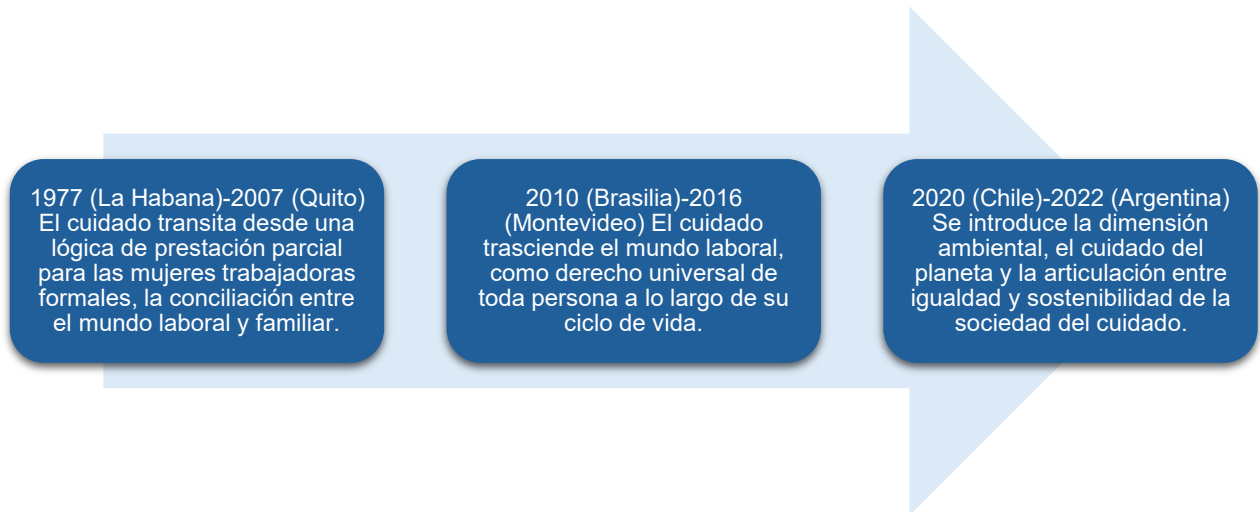 1977 (La Habana)-2007 (Quito)
El cuidado transita desde una
lógica de prestación parcial
para las mujeres trabajadoras
formales, la conciliación entre
el mundo laboral y familiar.
2010 (Brasilia)-2016
(Montevideo) El cuidado
trasciende el mundo laboral,
como derecho universal de
toda persona a lo largo de su
ciclo de vida.
2020 (Chile)-2022 (Argentina)
Se introduce la dimensión
ambiental, el cuidado del
planeta y la articulación entre
igualdad y sostenibilidad de la
sociedad del cuidado.